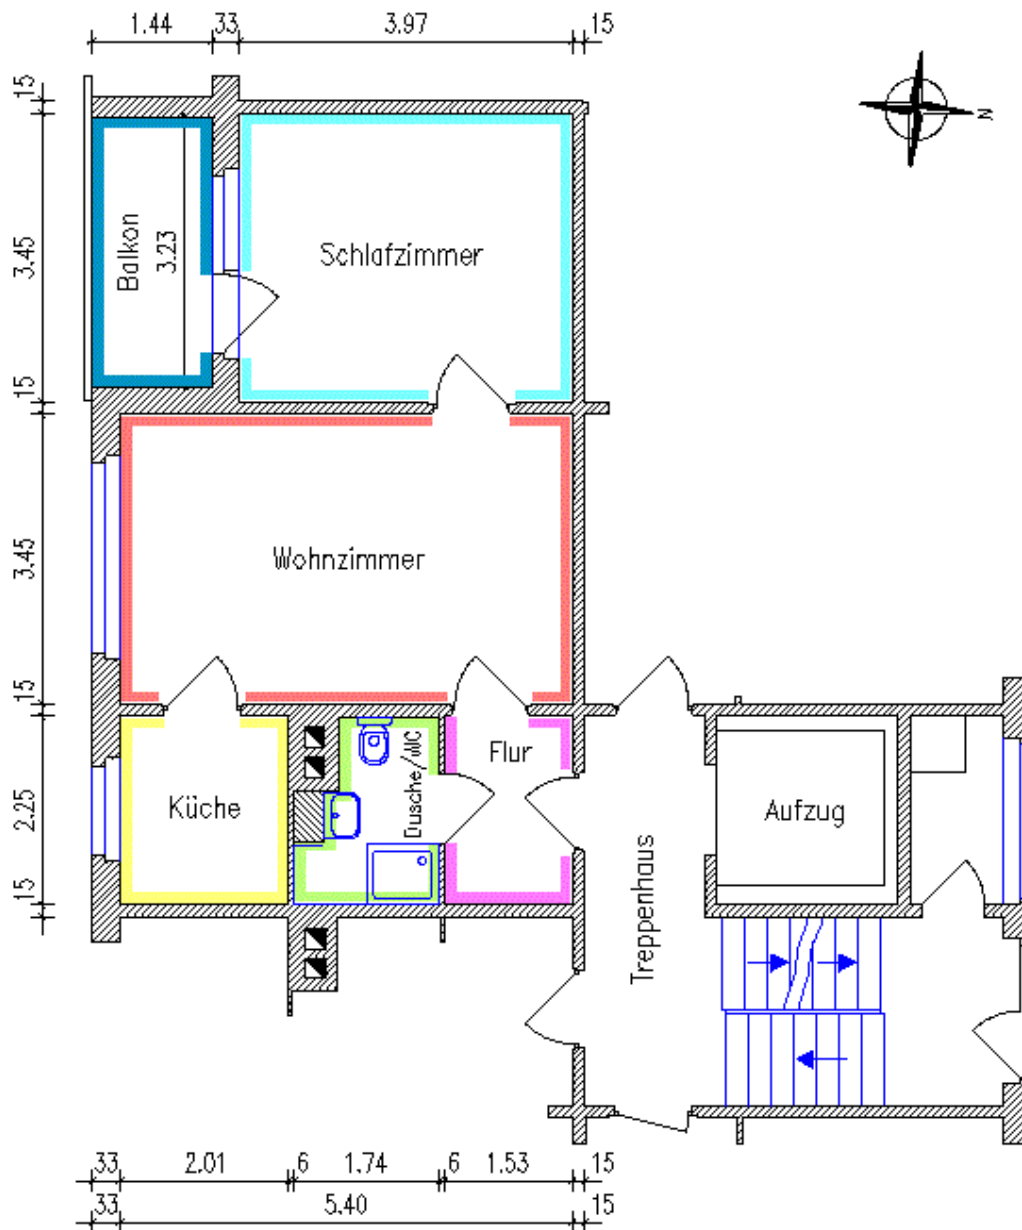 1.44 33 3.97 15
15
N
3.45
Balkon
3.23
Schlafzimmer
15
3.45
Wohnzimmer
15
2.25
Küche
Dusche/WC
Flur
Aufzug
15
Treppenhaus
33 2.01 6 1.74 6 1.53 15
33 5.40 15